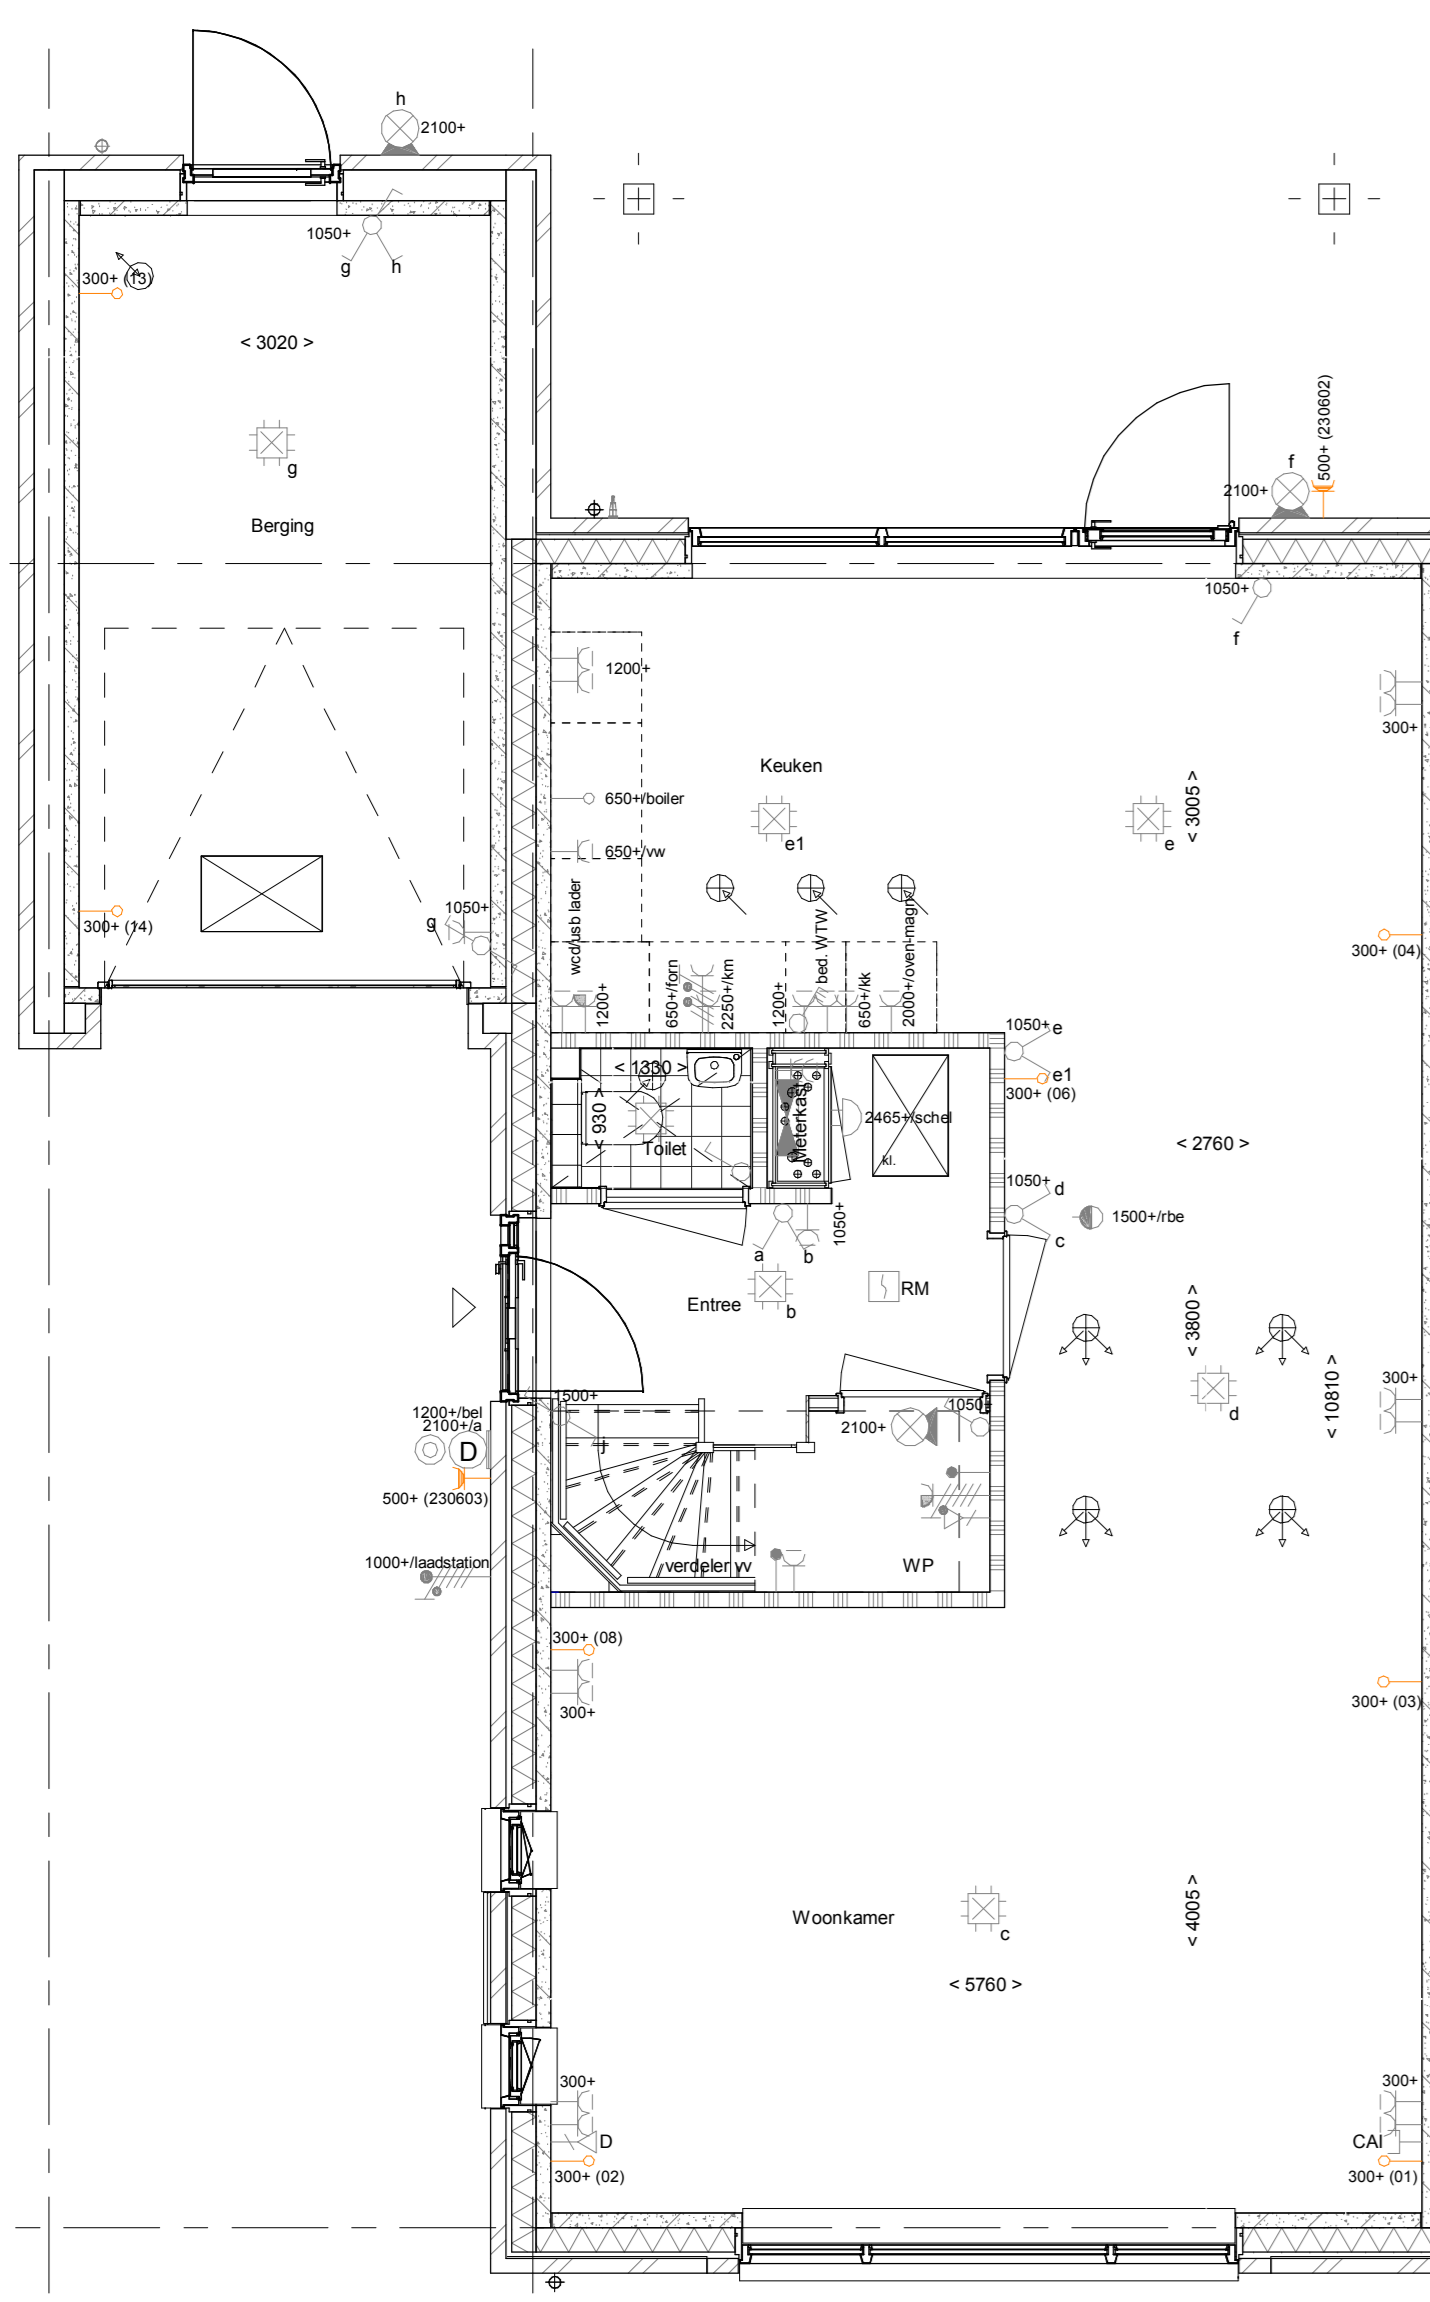 h
2100+
1050+
g
h
300+ (13)
< 3020 >
g
Berging
500+ (230602)
f
2100+
1050+
f
1200+
300+
Keuken
650+/boiler
e1
e
< 3005 >
650+/vw
wcd/usb lader
1050+
g
300+ (14)
300+ (04)
bed. WTW
1200+
650+/forn
2250+/km
1200+
650+/kk
2000+/oven-magn
1050+
e
e1
300+ (06)
< 1330 >
< 930 >
Toilet
Meterkast
2465+/schel
kl.
< 2760 >
1050+
d
c
1500+/rbe
a
b
1050+
Entree
b
RM
< 3800 >
< 10810 >
d
300+
1500+
j
1200+/bel
2100+/a
D
500+ (230603)
2100+
1050+
1000+/laadstation
verdeler vv
WP
300+ (08)
300+
300+ (03)
Woonkamer
c
< 4005 >
< 5760 >
300+
D
300+ (02)
300+
CAI
300+ (01)